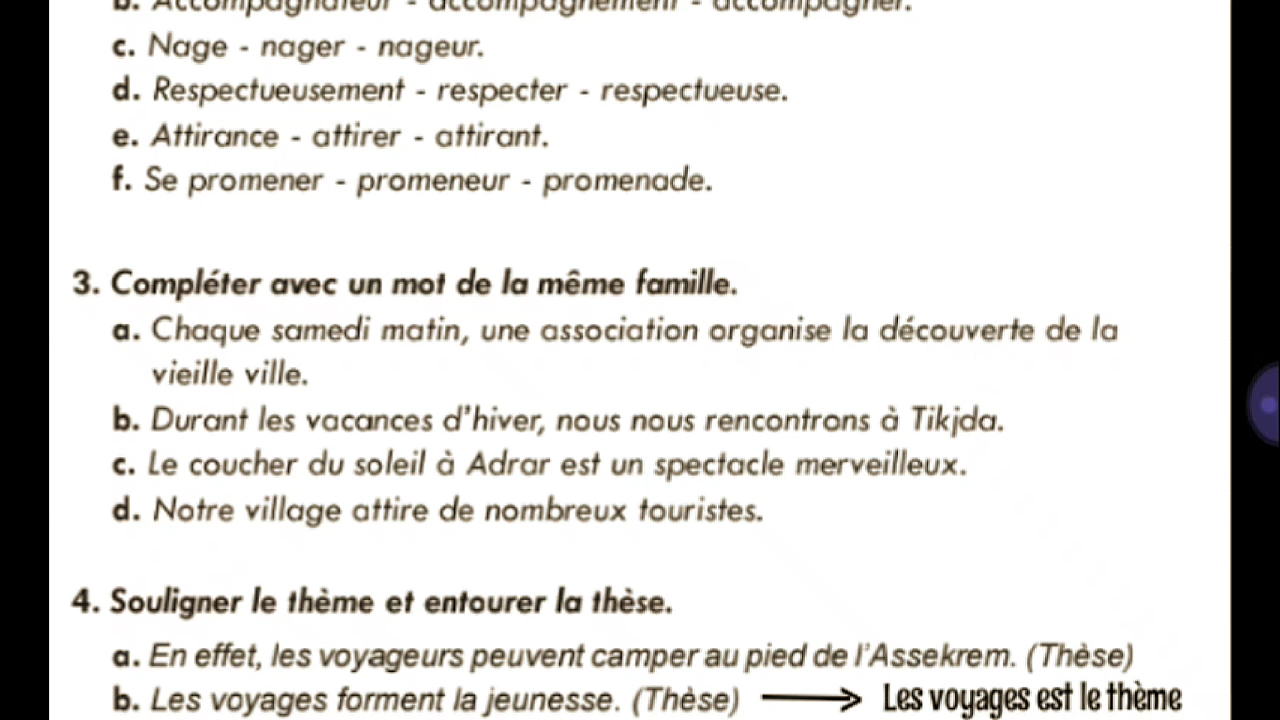 b. Accompagnateur - accompagnement - accompagner.
c. Nage - nager - nageur.
d. Respectueusement - respecter - respectueuse.
e. Attirance - attirer - attirant.
f. Se promener - promeneur - promenade.
3. Compléter avec un mot de la même famille.
a. Chaque samedi matin, une association organise la découverte de la
vieille ville.
b. Durant les vacances d'hiver, nous nous rencontrons à Tikjda.
c. Le coucher du soleil à Adrar est un spectacle merveilleux.
d. Notre village attire de nombreux touristes.
4. Souligner le thème et entourer la thèse.
a. En effet, les voyageurs peuvent camper au pied de l'Assekrem. (Thèse)
b. Les voyages forment la jeunesse. (Thèse) → Les voyages est le thème